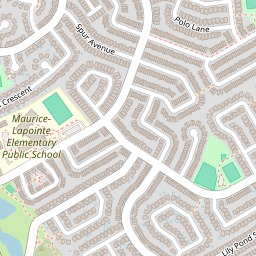 Polo Lane
Spur Avenue
Crescent
Maurice-
Lapointe
Elementary
Public School
Lily Pond S